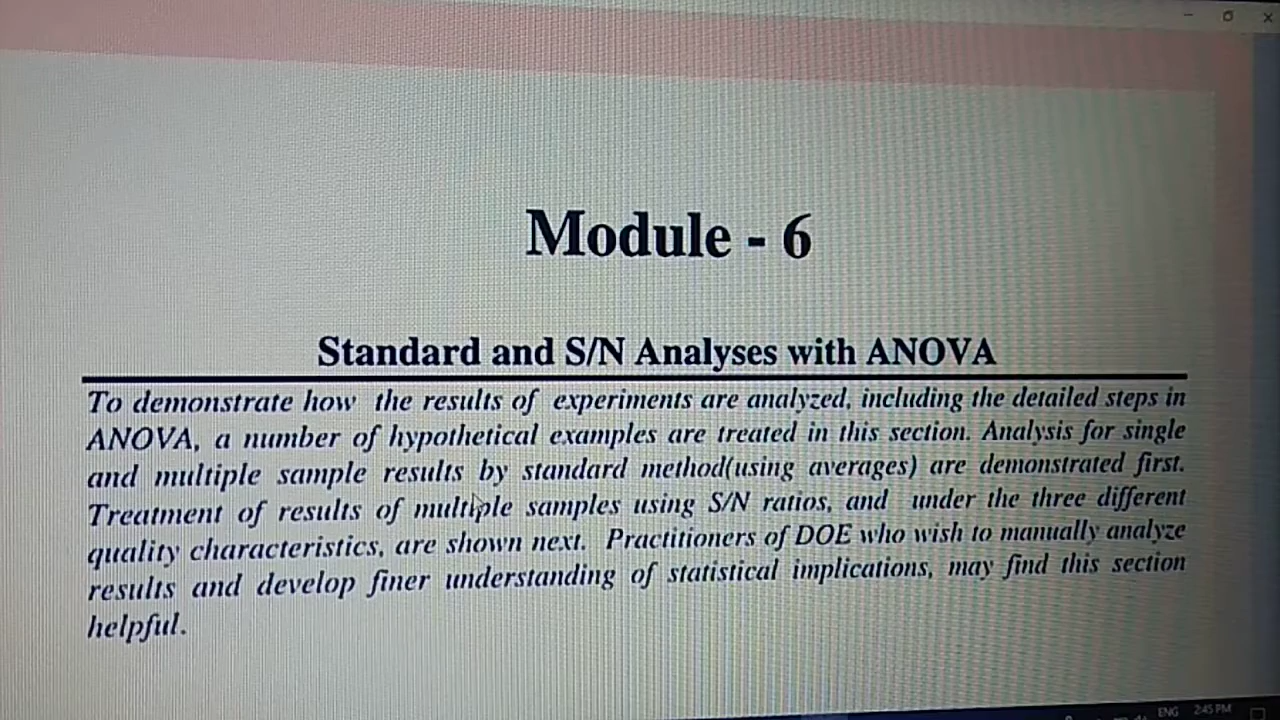 Module - 6
Standard and S/N Analyses with ANOVA
To demonstrate how the results of experiments are analyzed, including the detailed steps in
ANOVA, a number of hypothetical examples are treated in this section. Analysis for single
and multiple sample results by standard method(using averages) are demonstrated first.
Treatment of results of multiple samples using S/N ratios, and under the three different
quality characteristics, are shown next. Practitioners of DOE who wish to manually analyze
results and develop finer understanding of statistical implications, may find this section
helpful.
ENG 2:45 PM